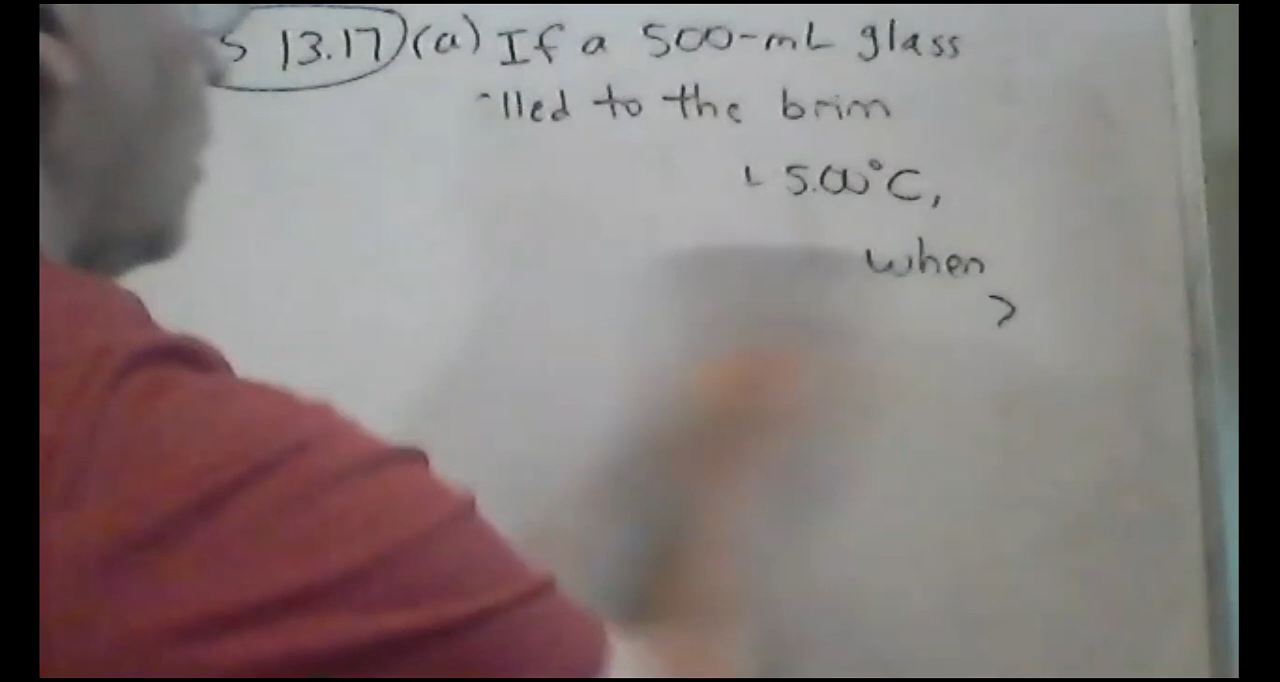 13.17) (a) If a 500-mL glass
lled to the brim
5.00°C,
when